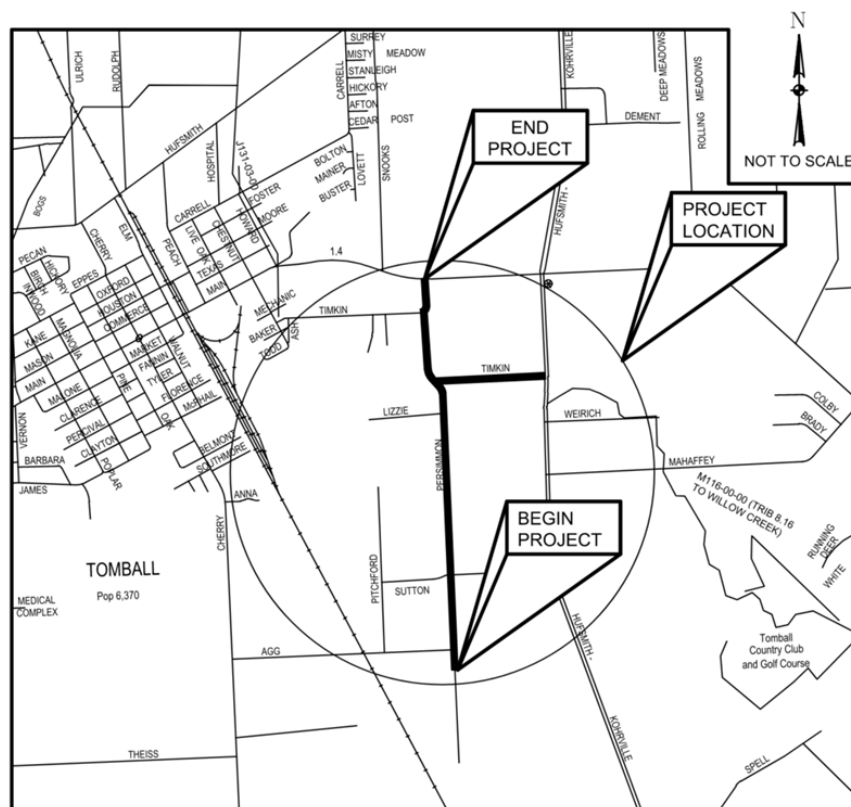 N
NOT TO SCALE
SURREY
MISTY MEADOW
STANLEIGH
HICKORY
AFTON
CEDAR POST
CARRELL
SNOOKS
KOHRVILLE
DEEP MEADOWS
ROLLING MEADOWS
DEMENT
ULRICH
RUDOLPH
HUFSMITH
HOSPITAL
J131-03-00
END
PROJECT
BOLTON
MAINER
BUSTER
LOVETT
HUFSMITH -
PROJECT
LOCATION
BOGS
CARRELL
FOSTER
HOWARD
MOORE
CHESTNUT
LIVE OAK
TEXAS
MAIN
PEACH
ELM
CHERRY
PECAN
HICKORY
BIRCH
INWOOD
EPPES
OXFORD
HOUSTON
COMMERCE
1.4
MECHANIC
TIMKIN
BAKER
TODD
ASH
KANE
MAGNOLIA
MASON
MAIN
MALONE
CLARENCE
PERCIVAL
CLAYTON
MARKET
FANNIN
TYLER
FLORENCE
McPHAIL
WALNUT
PINE
OAK
POPLAR
VERNON
BARBARA
JAMES
BELMONT
SOUTHMORE
ANNA
CHERRY
TIMKIN
LIZZIE
PERSIMMON
WEIRICH
COLBY
BRADY
MAHAFFEY
M116-00-00 (TRIB 8.16
TO WILLOW CREEK)
BEGIN
PROJECT
RUNNING
DEER
WHITE
TOMBALL
Pop 6,370
MEDICAL
COMPLEX
PITCHFORD
SUTTON
HUFSMITH -
KOHRVILLE
Tomball
Country Club
and Golf Course
AGG
THEISS
SPELL